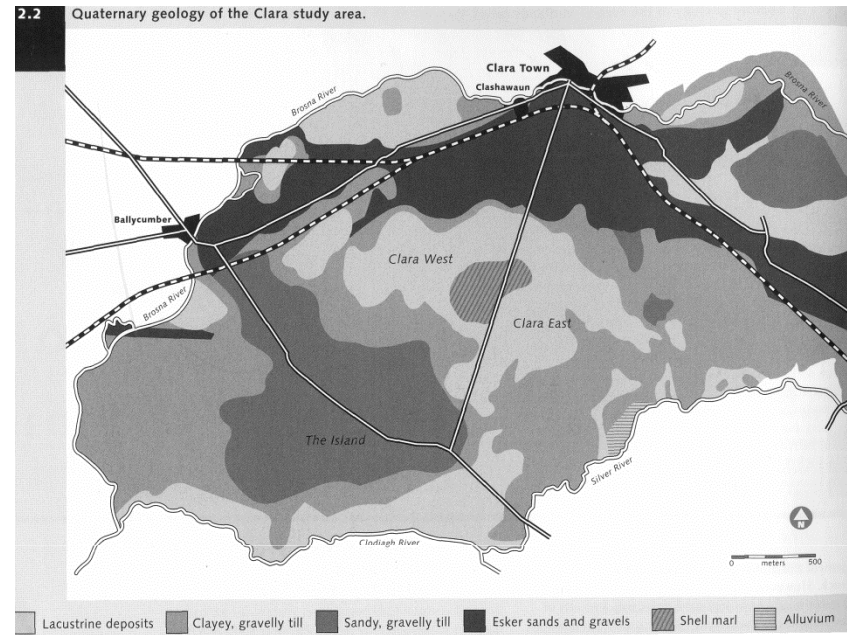 2.2 Quaternary geology of the Clara study area.
Clara Town
Clashawaun
Brosna River
Brosna River
Ballycumber
Clara West
Brosna River
Clara East
The Island
Silver River
N
Clodiagh River
0 meters 500
Lacustrine deposits Clayey, gravelly till Sandy, gravelly till Esker sands and gravels Shell marl Alluvium